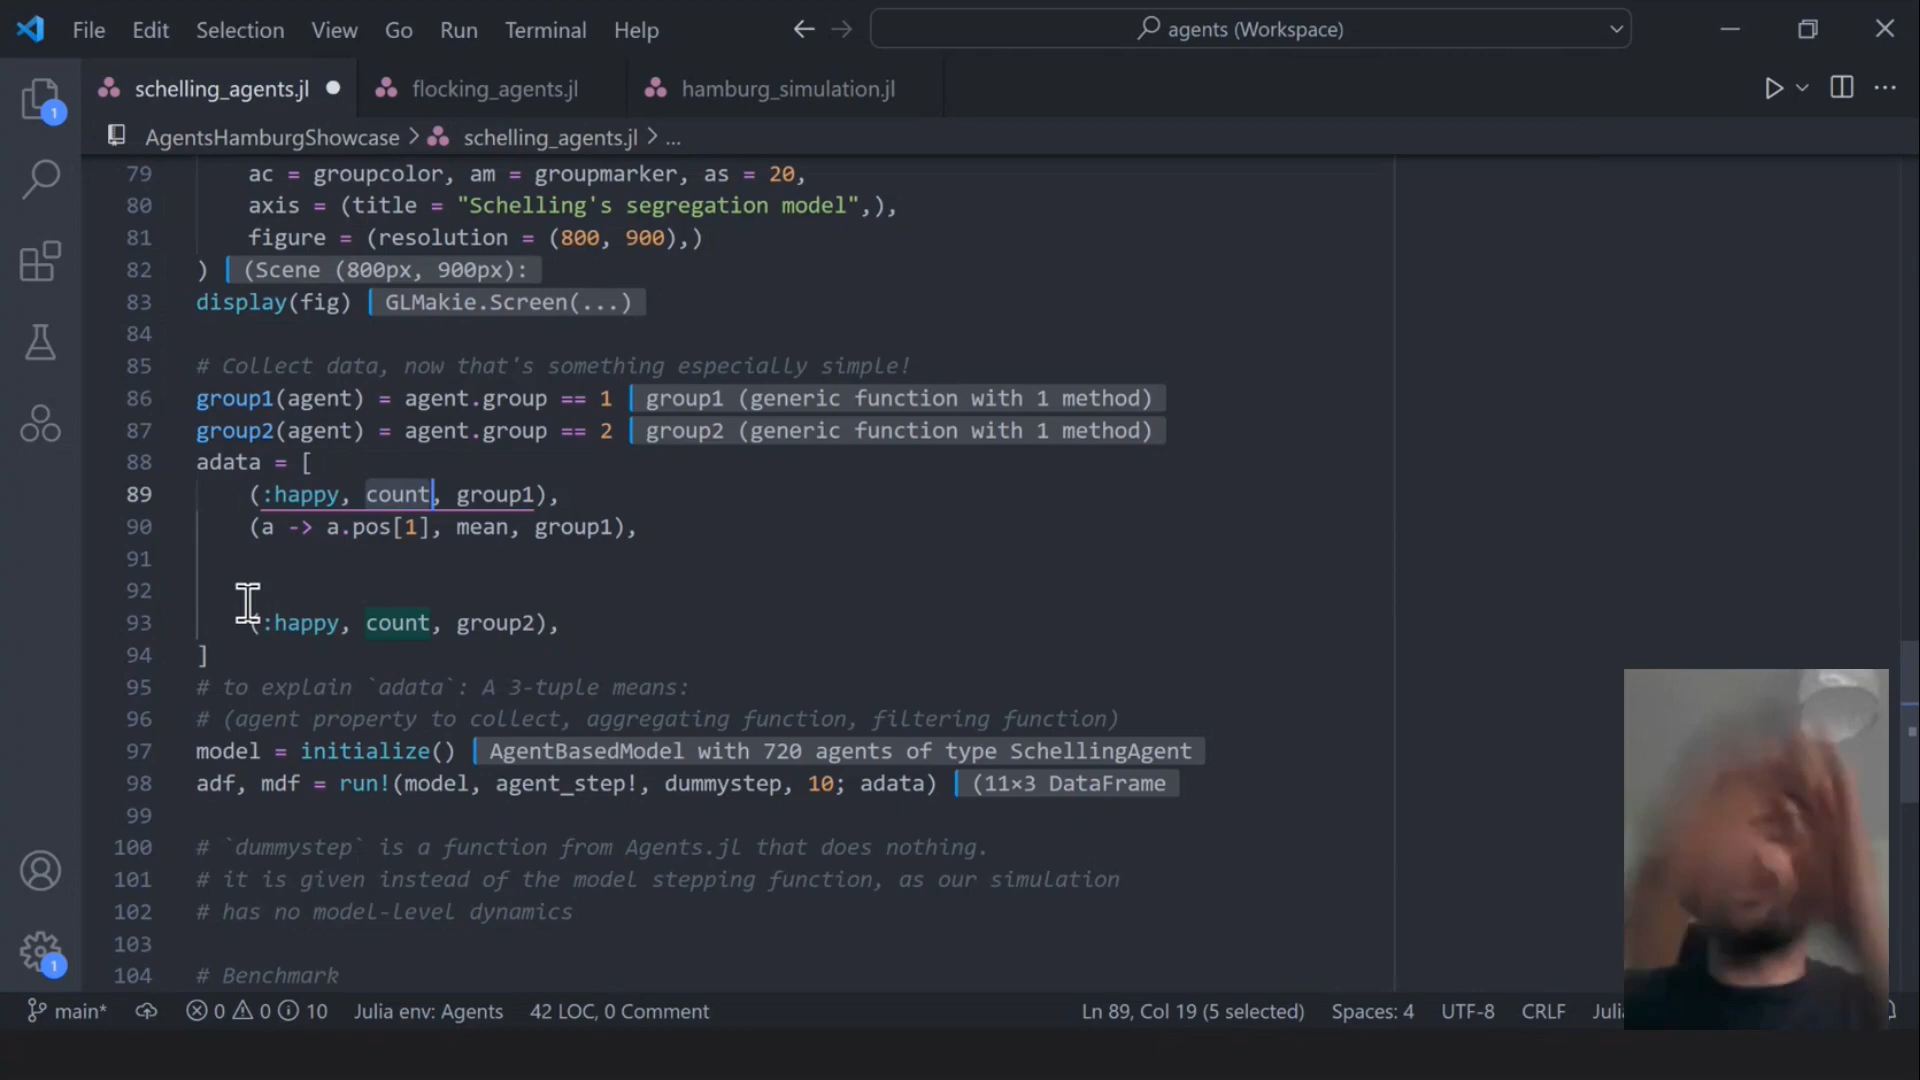 File Edit Selection View Go Run Terminal Help
agents (Workspace)
schelling_agents.jl
flocking_agents.jl
hamburg_simulation.jl
AgentsHamburgShowcase > schelling_agents.jl > ...
79 ac = groupcolor, am = groupmarker, as = 20,
80 axis = (title = "Schelling's segregation model",),
81 figure = (resolution = (800, 900),)
82 ) (Scene (800px, 900px):
83 display(fig) GLMakie.Screen(...)
84
85 # Collect data, now that's something especially simple!
86 group1(agent) = agent.group == 1 group1 (generic function with 1 method)
87 group2(agent) = agent.group == 2 group2 (generic function with 1 method)
88 adata = [
89 (:happy, count, group1),
90 (a -> a.pos[1], mean, group1),
91
92
93 (:happy, count, group2),
94 ]
95 # to explain `adata`: A 3-tuple means:
96 # (agent property to collect, aggregating function, filtering function)
97 model = initialize() AgentBasedModel with 720 agents of type SchellingAgent
98 adf, mdf = run!(model, agent_step!, dummystep, 10; adata) (11×3 DataFrame
99
100 # `dummystep` is a function from Agents.jl that does nothing.
101 # it is given instead of the model stepping function, as our simulation
102 # has no model-level dynamics
103
104 # Benchmark
1
1
main* 0 0 10 Julia env: Agents 42 LOC, 0 Comment Ln 89, Col 19 (5 selected) Spaces: 4 UTF-8 CRLF